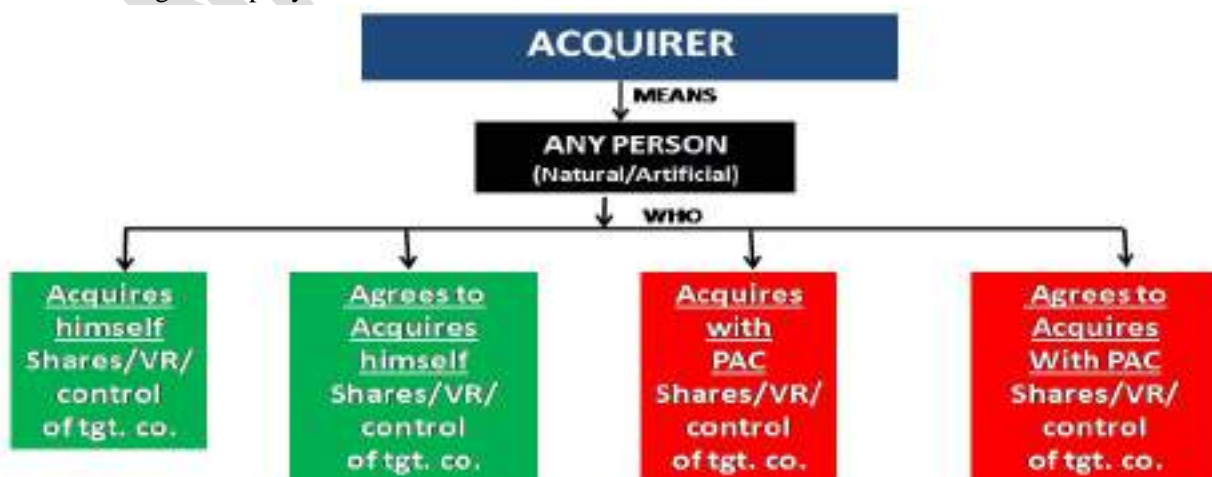 ACQUIRER
MEANS
ANY PERSON
(Natural/Artificial)
WHO
Acquires
himself
Shares/VR/
control
of tgt. co.
Agrees to
Acquires
himself
Shares/VR/
control
of tgt. co.
Acquires
with
PAC
Shares/VR/
control
of tgt. co.
Agrees to
Acquires
With PAC
Shares/VR/
control
of tgt. co.